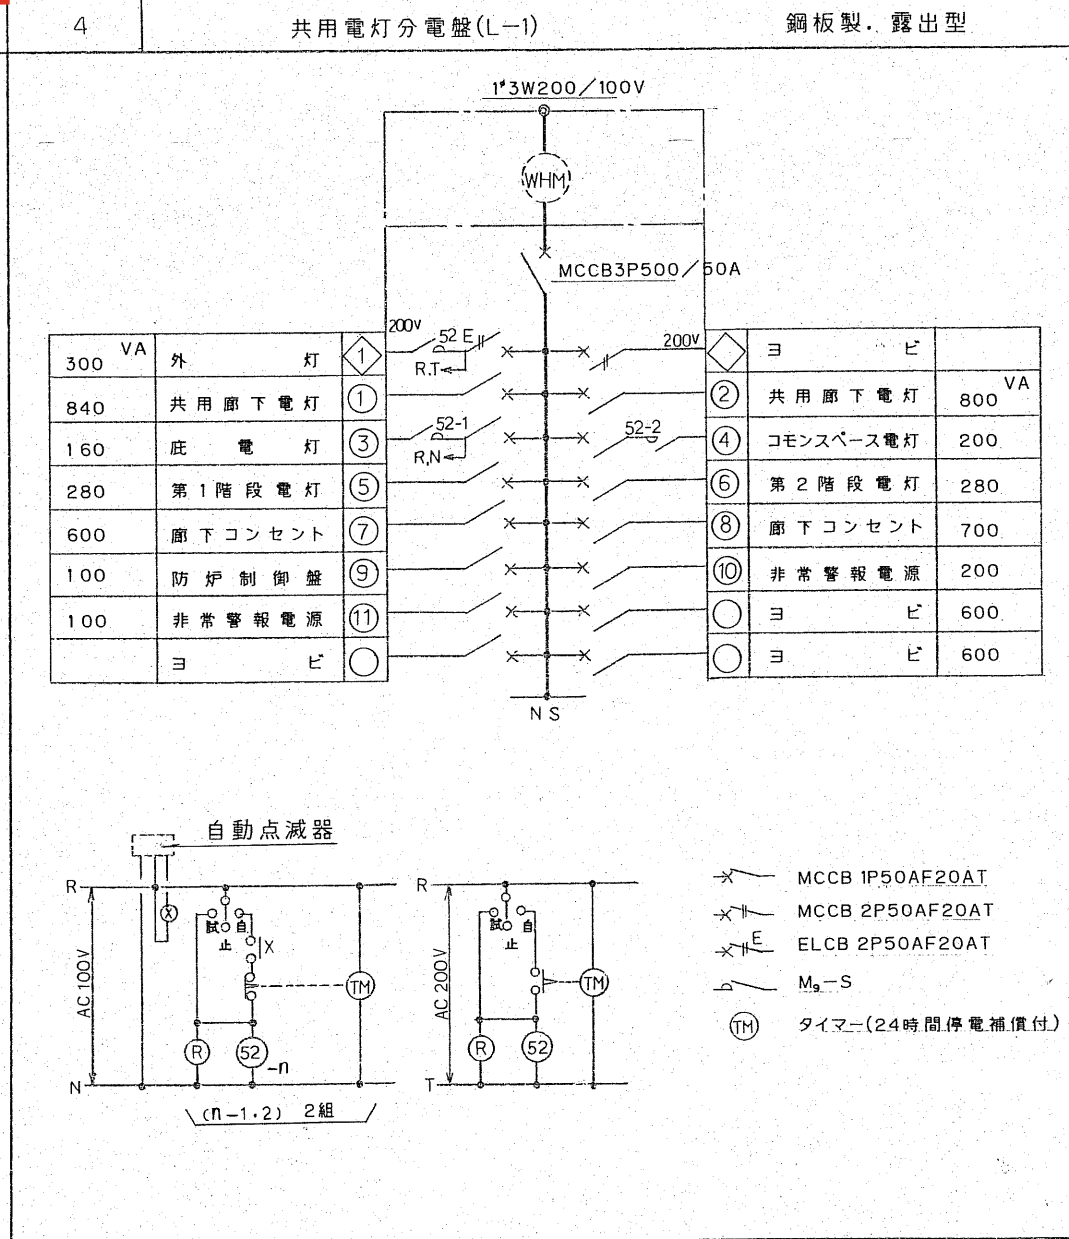 4 共用電灯分電盤(L-1) 鋼板製. 露出型
1φ3W200/100V
WHM
MCCB3P500/50A
200V 52 E 200V
300 VA 外灯 1 ヨビ
R.T
840 共用廊下電灯 1 2 共用廊下電灯 800 VA
52-1 52-2
160 庇電灯 3 4 コモンスペース電灯 200
R,N
280 第1階段電灯 5 6 第2階段電灯 280
600 廊下コンセント 7 8 廊下コンセント 700
100 防炉制御盤 9 10 非常警報電源 200
100 非常警報電源 11 ヨビ 600
ヨビ ヨビ 600
N S
自動点滅器
R R
X 試 自 試 自
止 X 止
AC100V TM AC200V TM
R 52 -n R 52
N T
(n-1.2) 2組
MCCB 1P50AF20AT
MCCB 2P50AF20AT
E ELCB 2P50AF20AT
Mg-S
TM タイマー(24時間停電補償付)